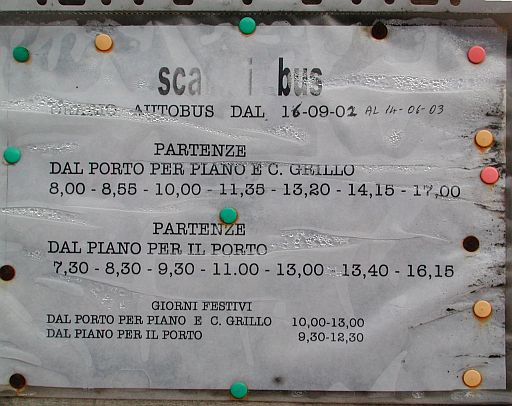 bus
AUTOBUS DAL 16-09-02 AL 14-06-03
PARTENZE
DAL PORTO PER PIANO E C. GRILLO
8,00 - 8,55 - 10,00 - 11,35 - 13,20 - 14,15 - 17,00
PARTENZE
DAL PIANO PER IL PORTO
7,30 - 8,30 - 9,30 - 11.00 - 13,00 - 13,40 - 16,15
GIORNI FESTIVI
DAL PORTO PER PIANO E C. GRILLO 10,00-13,00
DAL PIANO PER IL PORTO 9,30-12,30